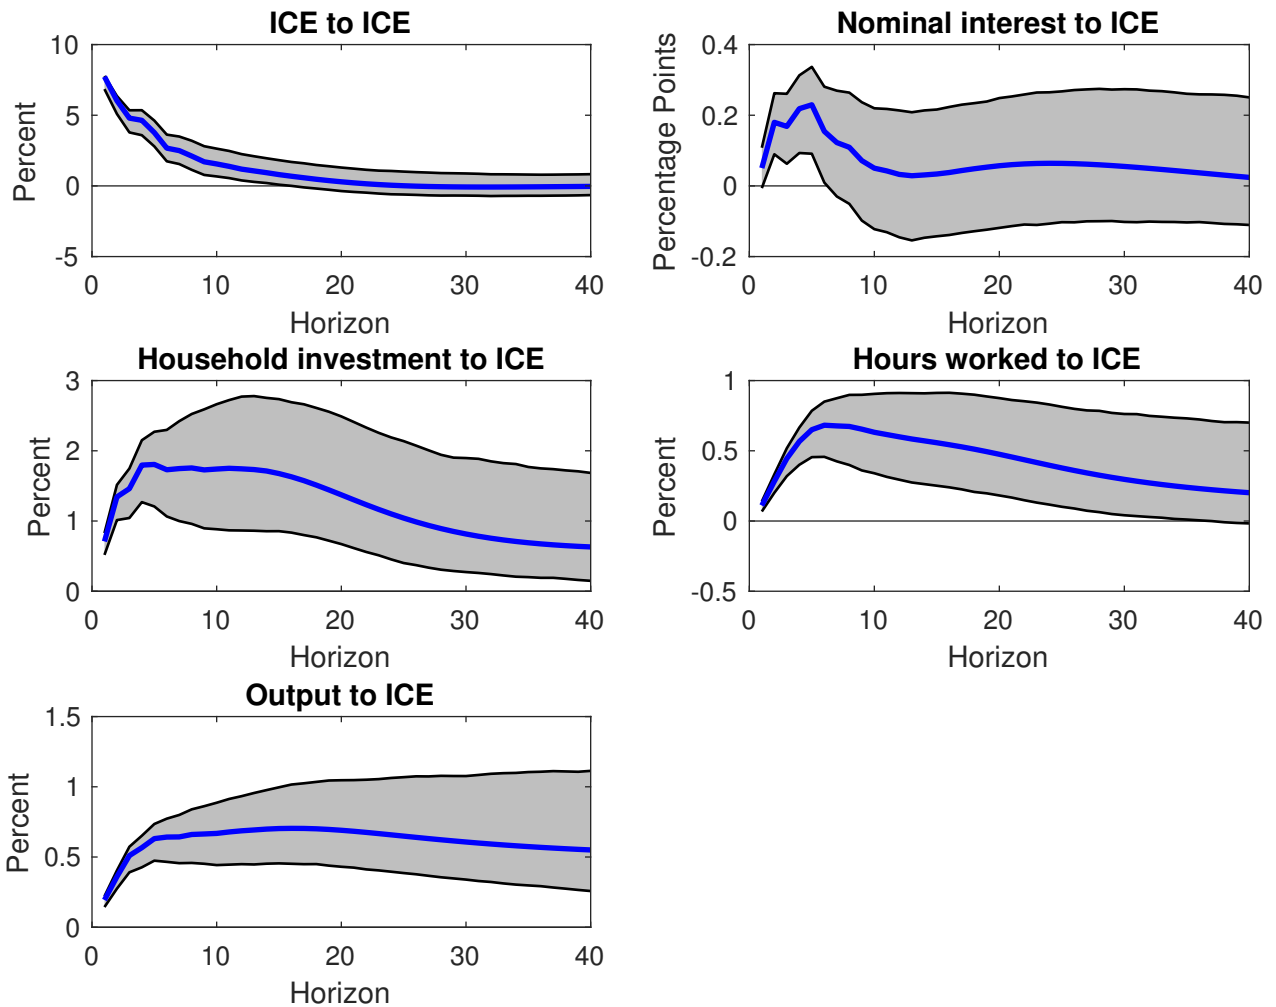 ICE to ICE
10
5
0
-5
Percent
0 10 20 30 40
Horizon
Nominal interest to ICE
0.4
0.2
0
-0.2
Percentage Points
0 10 20 30 40
Horizon
Household investment to ICE
3
2
1
0
Percent
0 10 20 30 40
Horizon
Hours worked to ICE
1
0.5
0
-0.5
Percent
0 10 20 30 40
Horizon
Output to ICE
1.5
1
0.5
0
Percent
0 10 20 30 40
Horizon